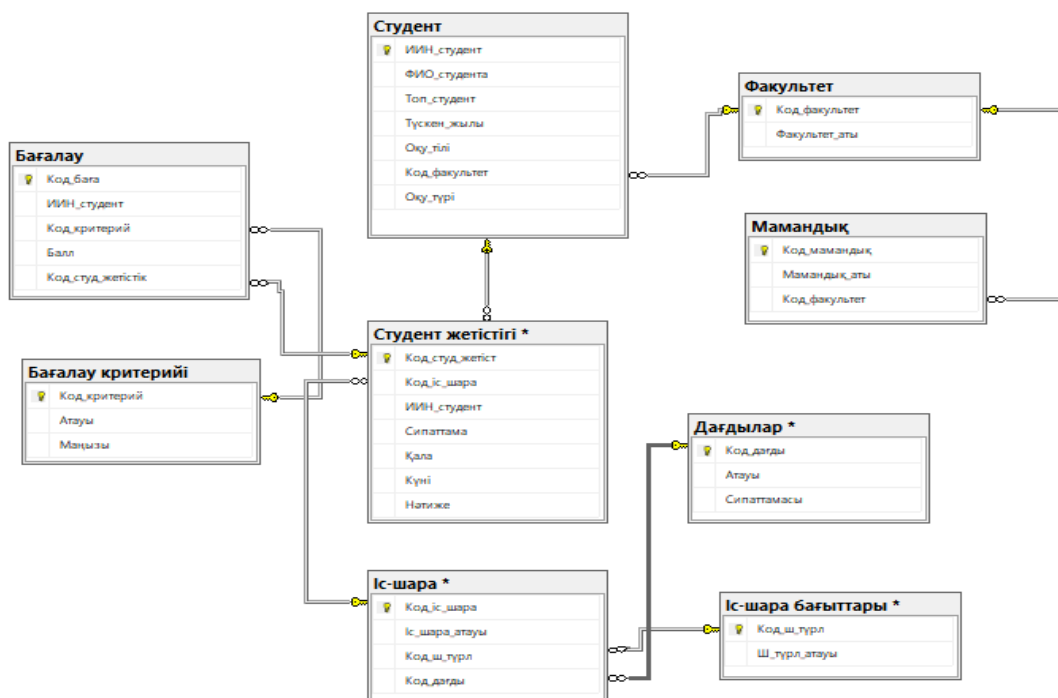 Студент
ИИН_студент
ФИО_студента
Топ_студент
Түскен_жылы
Оқу_тілі
Код_факультет
Оқу_түрі
Факультет
Код_факультет
Факультет_аты
Бағалау
Код_баға
ИИН_студент
Код_критерий
Балл
Код_студ_жетістік
Мамандық
Код_мамандық
Мамандық_аты
Код_факультет
Студент жетістігі *
Код_студ_жетіст
Код_іс_шара
ИИН_студент
Сипаттама
Қала
Күні
Нәтиже
Бағалау критерийі
Код_критерий
Атауы
Маңызы
Дағдылар *
Код_дағды
Атауы
Сипаттамасы
Іс-шара *
Код_іс_шара
Іс_шара_атауы
Код_ш_түрл
Код_дағды
Іс-шара бағыттары *
Код_ш_түрл
Ш_түрл_атауы